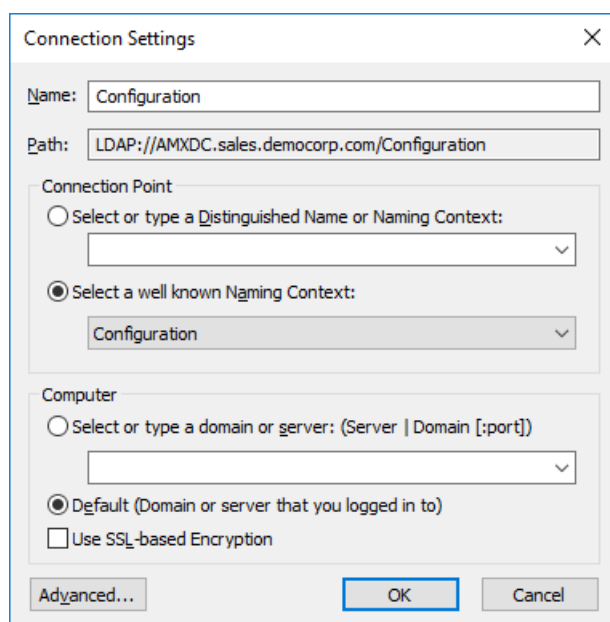 Connection Settings
Name: Configuration
Path: LDAP://AMXDC.sales.democorp.com/Configuration
Connection Point
Select or type a Distinguished Name or Naming Context:
Select a well known Naming Context:
Configuration
Computer
Select or type a domain or server: (Server | Domain [:port])
Default (Domain or server that you logged in to)
Use SSL-based Encryption
Advanced... OK Cancel